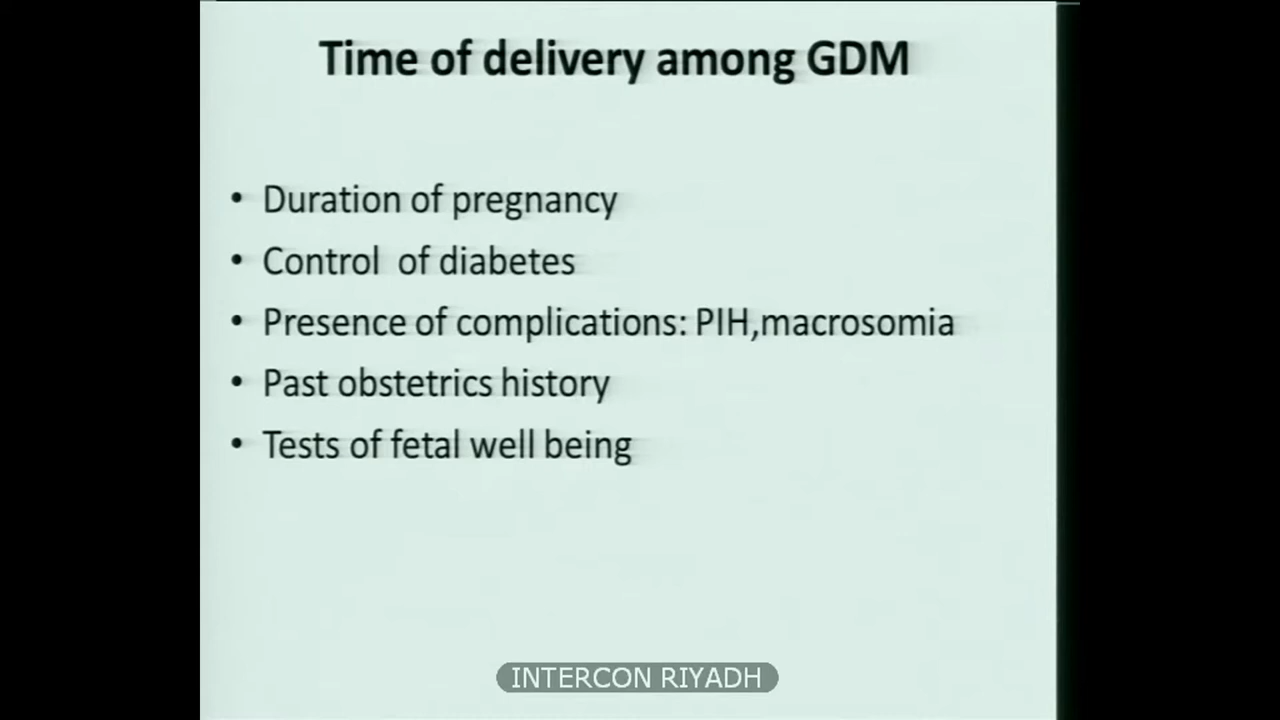 Time of delivery among GDM
• Duration of pregnancy
• Control  of diabetes
• Presence of complications: PIH,macrosomia
• Past obstetrics history
• Tests of fetal well being
INTERCON RIYADH